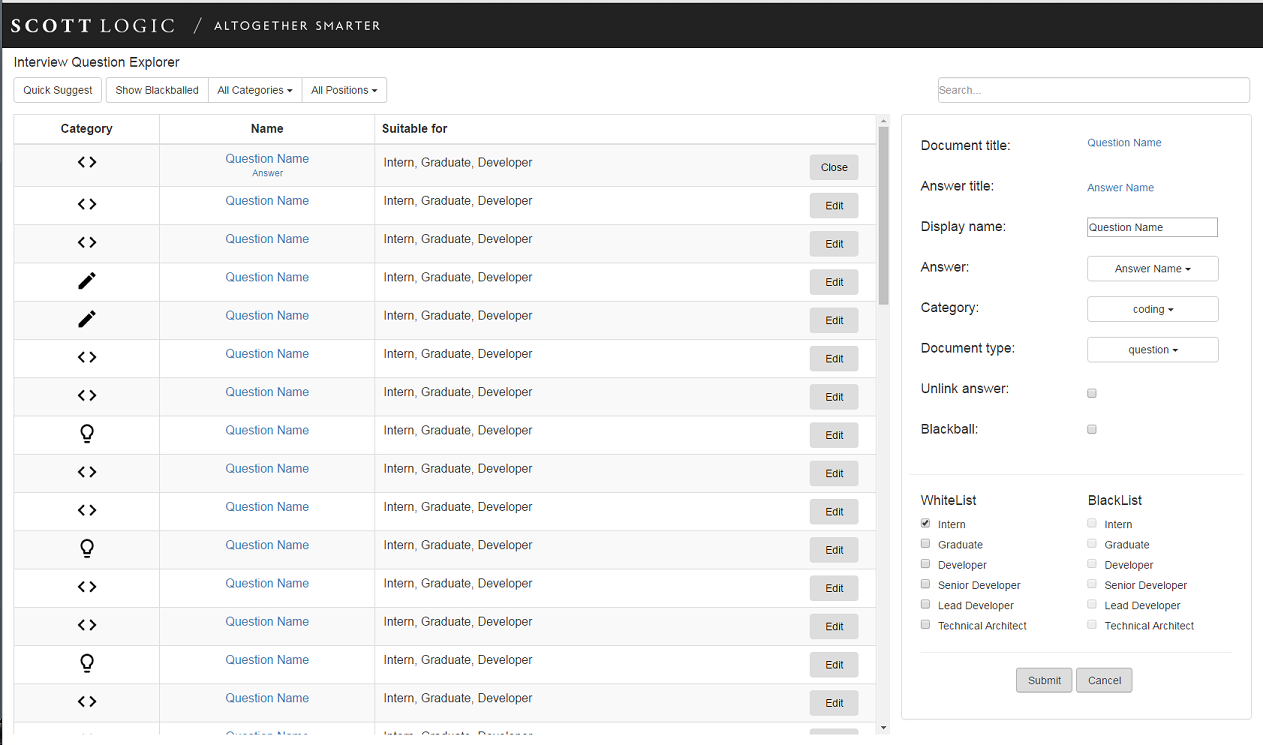 SCOTT LOGIC / ALTOGETHER SMARTER
Interview Question Explorer
Quick Suggest Show Blackballed All Categories All Positions Search...
Category Name Suitable for
Question Name Intern, Graduate, Developer Close
Answer
Question Name Intern, Graduate, Developer Edit
Question Name Intern, Graduate, Developer Edit
Question Name Intern, Graduate, Developer Edit
Question Name Intern, Graduate, Developer Edit
Question Name Intern, Graduate, Developer Edit
Question Name Intern, Graduate, Developer Edit
Question Name Intern, Graduate, Developer Edit
Question Name Intern, Graduate, Developer Edit
Question Name Intern, Graduate, Developer Edit
Question Name Intern, Graduate, Developer Edit
Question Name Intern, Graduate, Developer Edit
Question Name Intern, Graduate, Developer Edit
Question Name Intern, Graduate, Developer Edit
Question Name Intern, Graduate, Developer Edit
Question Name Intern, Graduate, Developer
Document title: Question Name
Answer title: Answer Name
Display name: Question Name
Answer: Answer Name
Category: coding
Document type: question
Unlink answer:
Blackball:
WhiteList BlackList
Intern Intern
Graduate Graduate
Developer Developer
Senior Developer Senior Developer
Lead Developer Lead Developer
Technical Architect Technical Architect
Submit Cancel